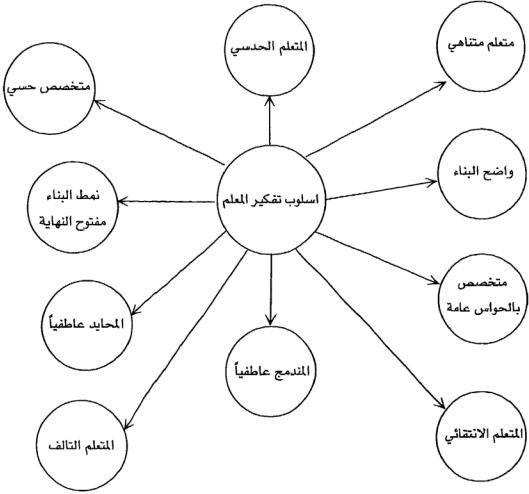 متعلم متناهي
المتعلم الحدسي
متخصص حسي
واضح البناء
اسلوب تفكير المعلم
نمط البناء
مفتوح النهاية
متخصص
بالحواس عامة
المحايد عاطفياً
المندمج عاطفياً
المتعلم الانتقائي
المتعلم التالف